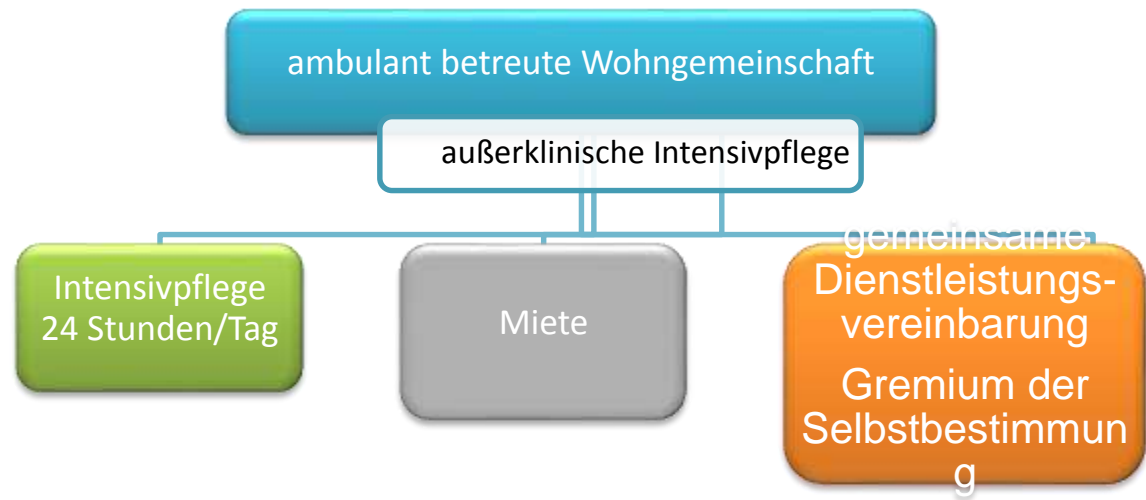 ambulant betreute Wohngemeinschaft
außerklinische Intensivpflege
Intensivpflege
24 Stunden/Tag
Miete
gemeinsame
Dienstleistungs-
vereinbarung
Gremium der
Selbstbestimmun
g